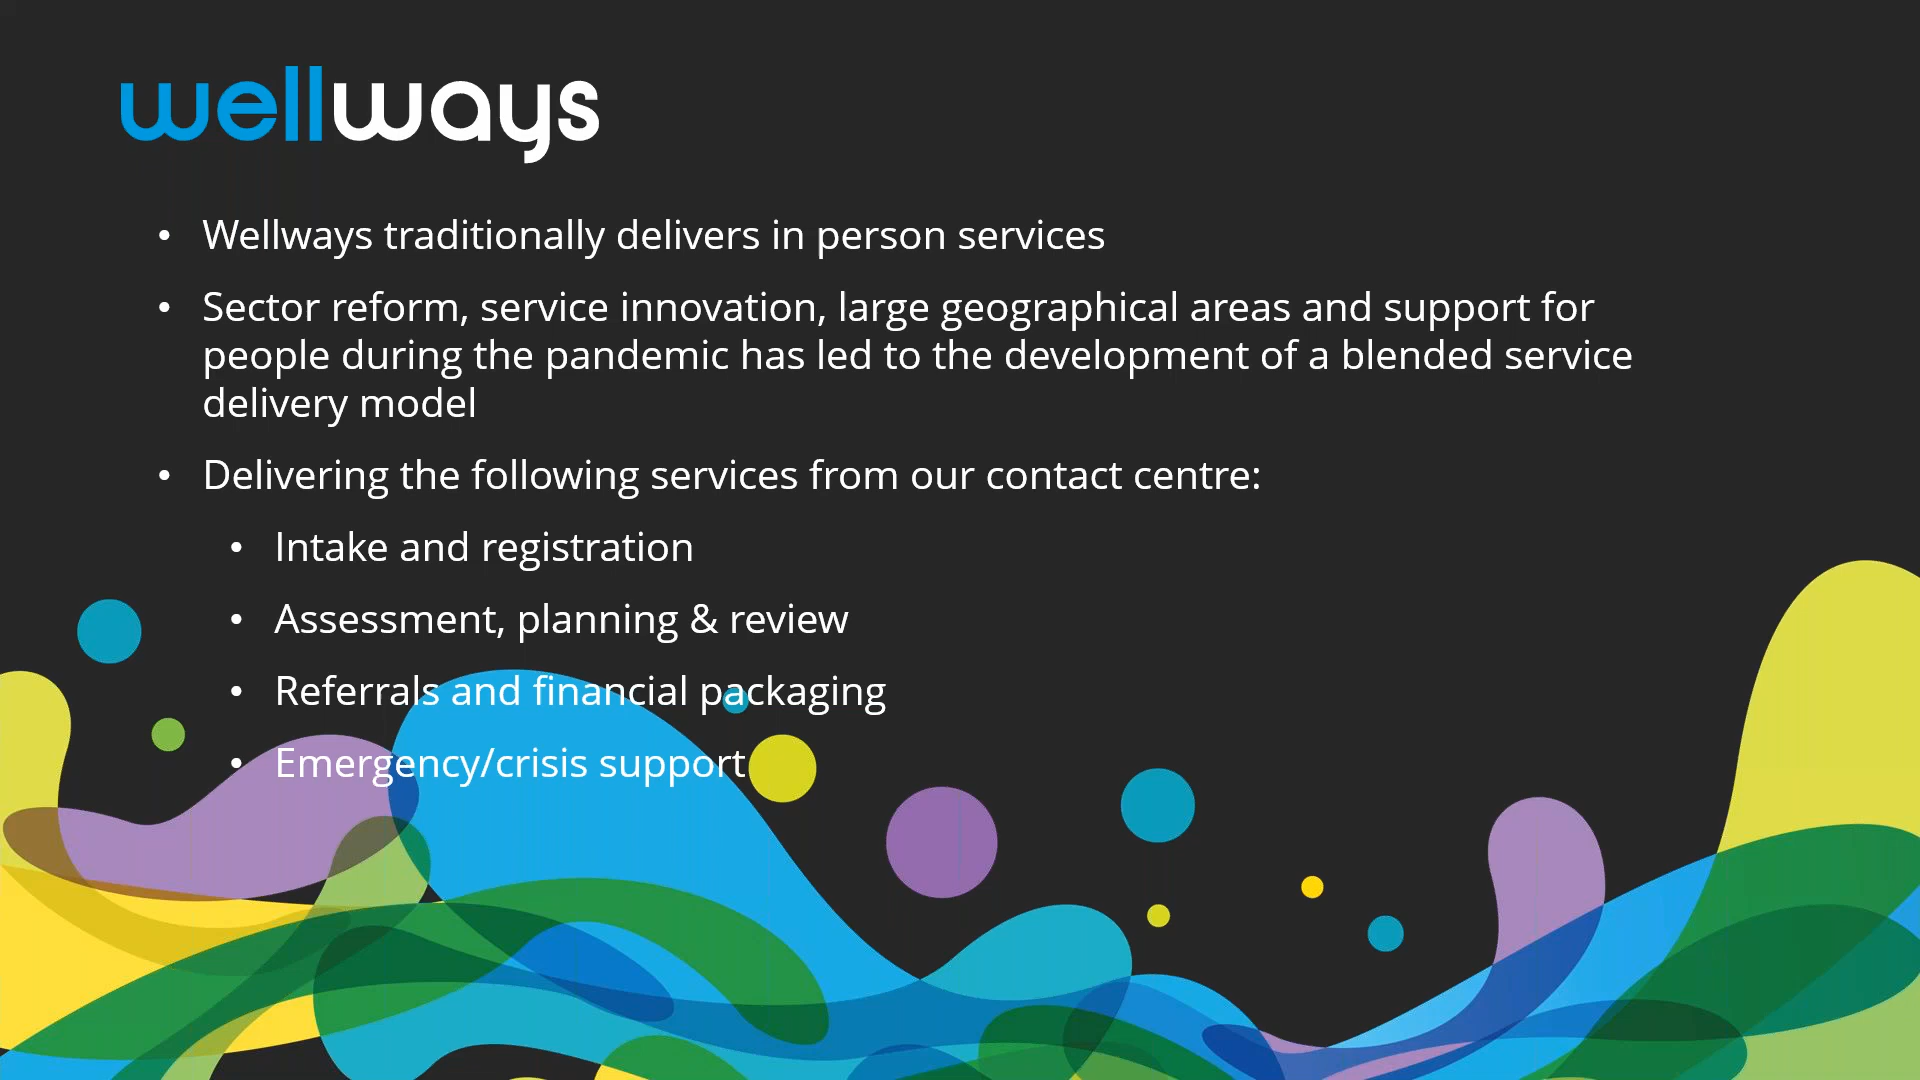 wellways
• Wellways traditionally delivers in person services
• Sector reform, service innovation, large geographical areas and support for
people during the pandemic has led to the development of a blended service
delivery model
• Delivering the following services from our contact centre:
• Intake and registration
• Assessment, planning & review
• Referrals and financial packaging
• Emergency/crisis support